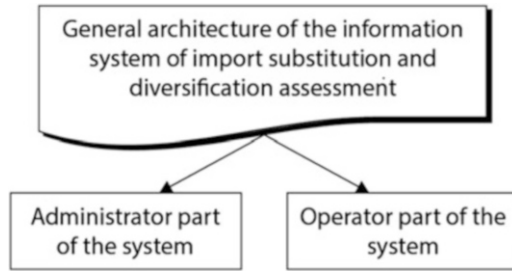 General architecture of the information
system of import substitution and
diversification assessment
Administrator part
of the system
Operator part of the
system